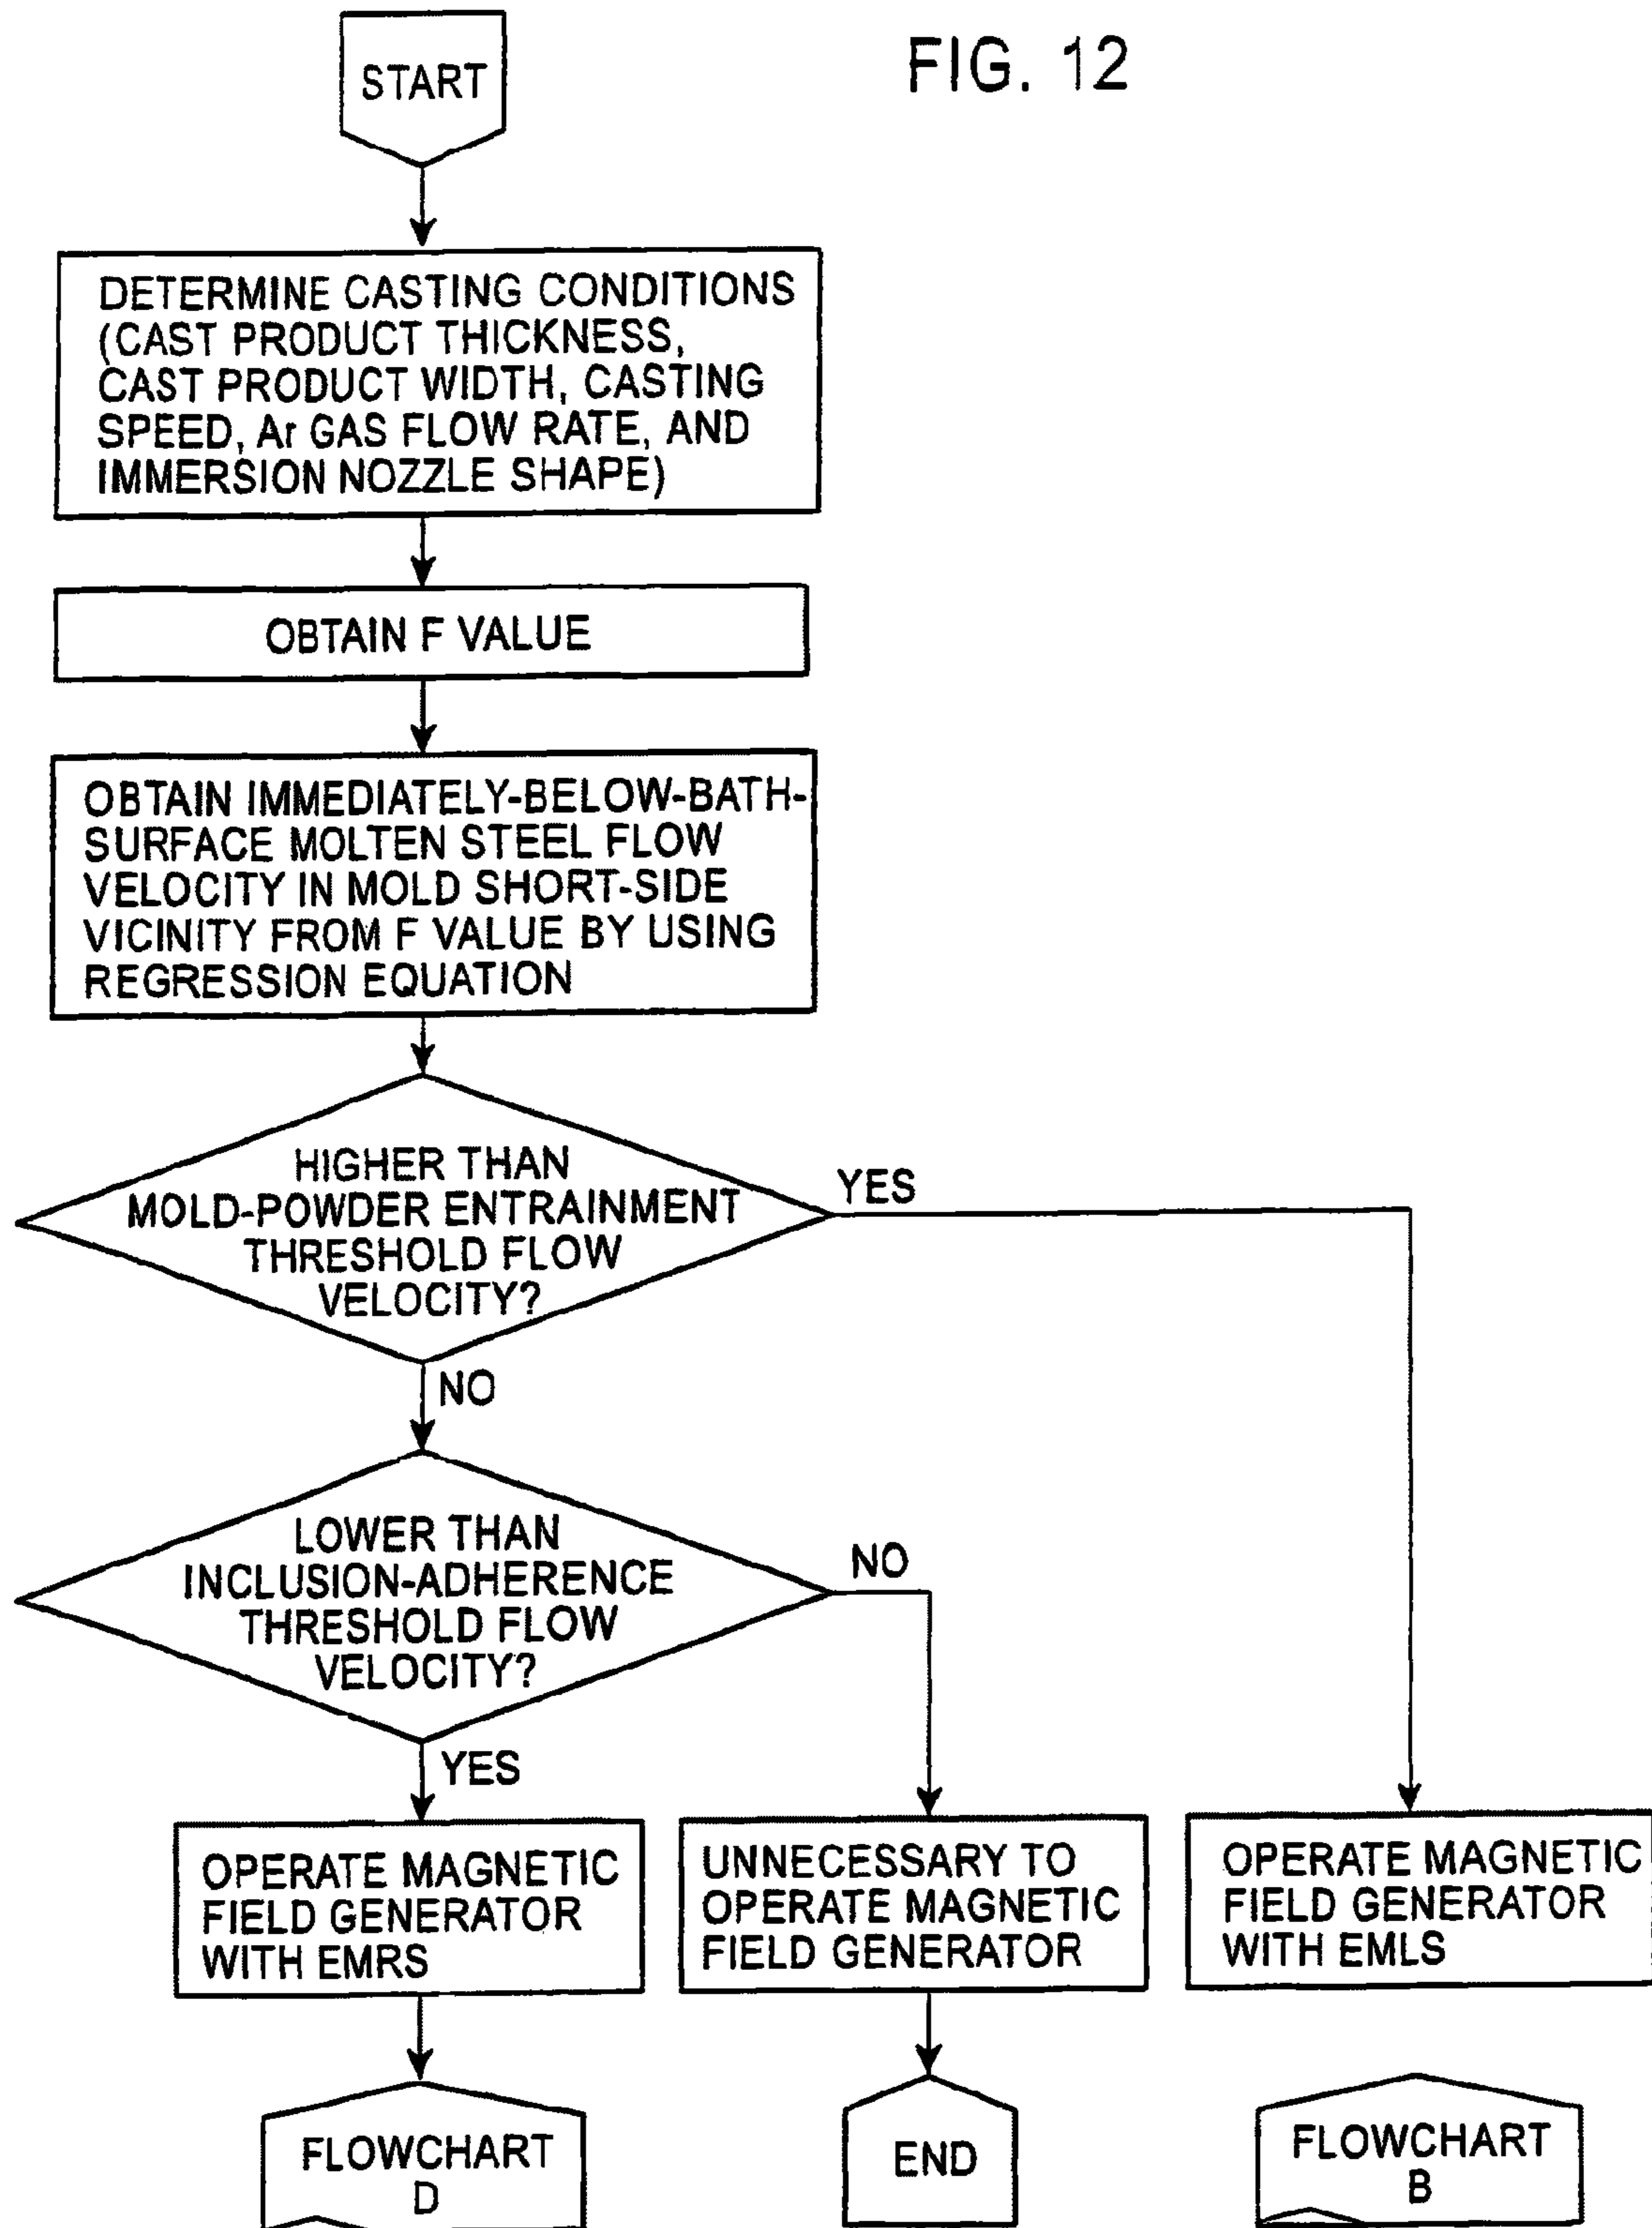 FIG. 12
START
DETERMINE CASTING CONDITIONS
(CAST PRODUCT THICKNESS,
CAST PRODUCT WIDTH, CASTING
SPEED, Ar GAS FLOW RATE, AND
IMMERSION NOZZLE SHAPE)
OBTAIN F VALUE
OBTAIN IMMEDIATELY-BELOW-BATH-
SURFACE MOLTEN STEEL FLOW
VELOCITY IN MOLD SHORT-SIDE
VICINITY FROM F VALUE BY USING
REGRESSION EQUATION
HIGHER THAN
MOLD-POWDER ENTRAINMENT
THRESHOLD FLOW
VELOCITY?
YES
NO
LOWER THAN
INCLUSION-ADHERENCE
THRESHOLD FLOW
VELOCITY?
NO
YES
OPERATE MAGNETIC
FIELD GENERATOR
WITH EMRS
UNNECESSARY TO
OPERATE MAGNETIC
FIELD GENERATOR
OPERATE MAGNETIC
FIELD GENERATOR
WITH EMLS
FLOWCHART
D
END
FLOWCHART
B